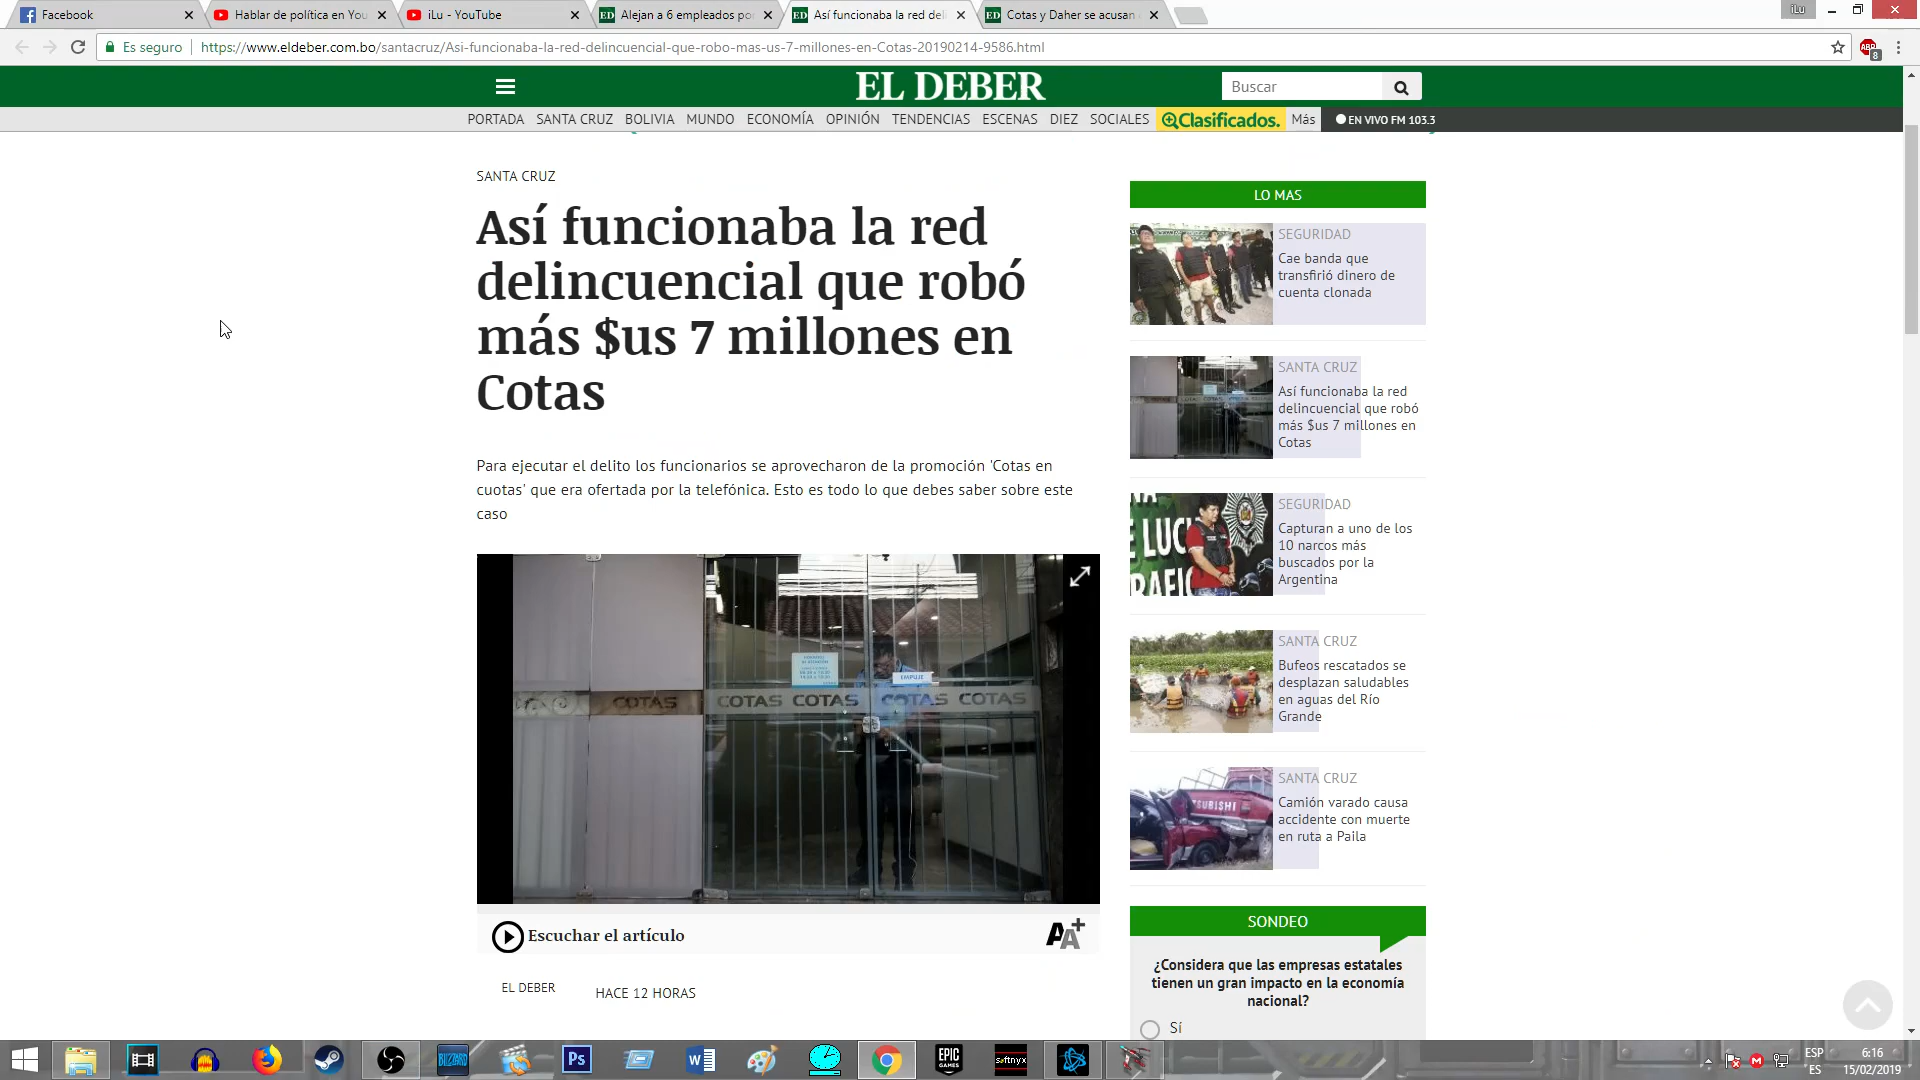 Facebook
Hablar de política en You
iLu - YouTube
Alejan a 6 empleados po
Así funcionaba la red del
Cotas y Daher se acusan
iLu
Es seguro
https://www.eldeber.com.bo/santacruz/Asi-funcionaba-la-red-delincuencial-que-robo-mas-us-7-millones-en-Cotas-20190214-9586.html
ABP
8
EL DEBER
Buscar
PORTADA SANTA CRUZ BOLIVIA MUNDO ECONOMÍA OPINIÓN TENDENCIAS ESCENAS DIEZ SOCIALES Clasificados. Más EN VIVO FM 103.3
SANTA CRUZ
Así funcionaba la red
delincuencial que robó
más $us 7 millones en
Cotas
Para ejecutar el delito los funcionarios se aprovecharon de la promoción 'Cotas en
cuotas' que era ofertada por la telefónica. Esto es todo lo que debes saber sobre este
caso
COTAS
COTAS COTAS COTAS COTAS
EMPUJE
Escuchar el artículo
AA+
EL DEBER
HACE 12 HORAS
LO MAS
SEGURIDAD
Cae banda que
transfirió dinero de
cuenta clonada
SANTA CRUZ
Así funcionaba la red
delincuencial que robó
más $us 7 millones en
Cotas
SEGURIDAD
Capturan a uno de los
10 narcos más
buscados por la
Argentina
SANTA CRUZ
Bufeos rescatados se
desplazan saludables
en aguas del Río
Grande
SANTA CRUZ
Camión varado causa
accidente con muerte
en ruta a Paila
SONDEO
¿Considera que las empresas estatales
tienen un gran impacto en la economía
nacional?
Sí
BLIZZARD
Ps
W
EPIC
GAMES
softnyx
ESP
ES
6:16
15/02/2019